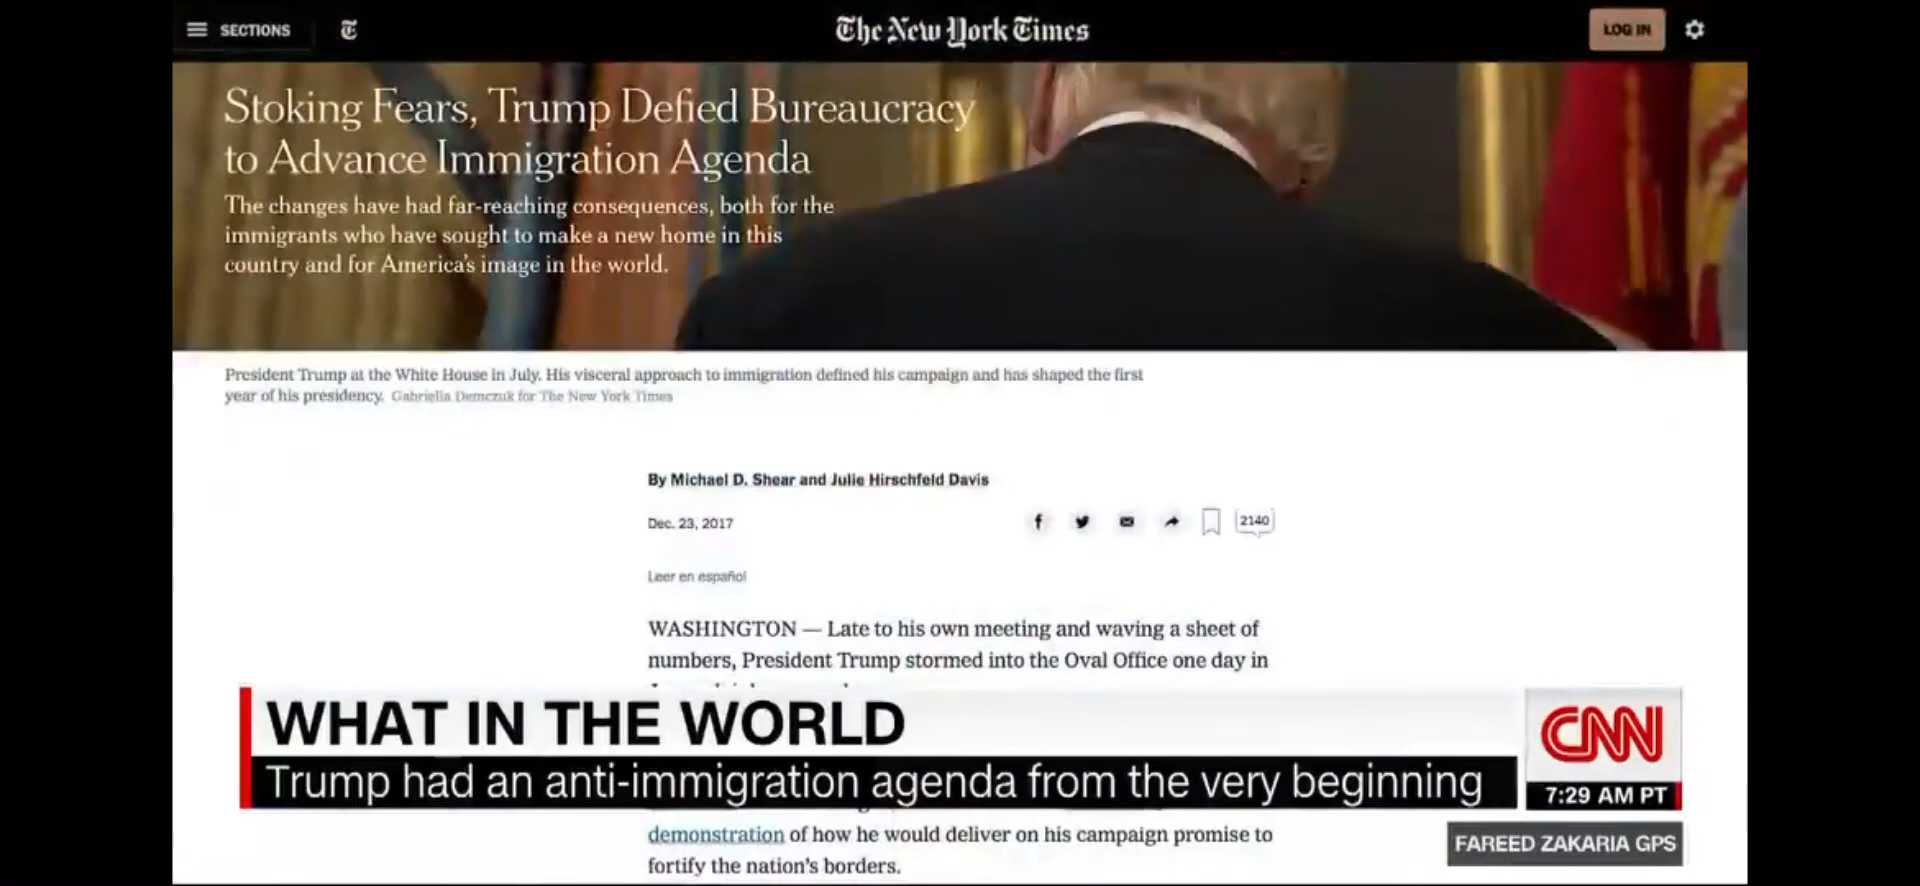 SECTIONS
The New York Times
LOG IN
Stoking Fears, Trump Defied Bureaucracy
to Advance Immigration Agenda
The changes have had far-reaching consequences, both for the
immigrants who have sought to make a new home in this
country and for America's image in the world.
President Trump at the White House in July. His visceral approach to immigration defined his campaign and has shaped the first
year of his presidency. Gabriella Demczuk for The New York Times
By Michael D. Shear and Julie Hirschfeld Davis
Dec. 23, 2017
2140
Leer en español
WASHINGTON — Late to his own meeting and waving a sheet of
numbers, President Trump stormed into the Oval Office one day in
WHAT IN THE WORLD
Trump had an anti-immigration agenda from the very beginning
CNN
7:29 AM PT
demonstration of how he would deliver on his campaign promise to
fortify the nation's borders.
FAREED ZAKARIA GPS